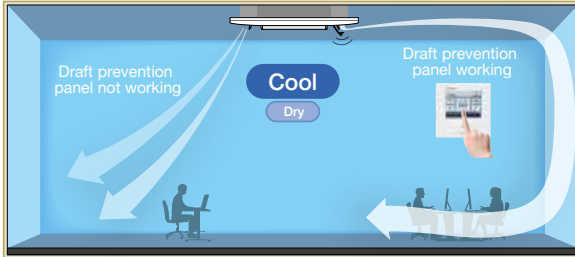 Draft prevention
panel not working
Cool
Dry
Draft prevention
panel working